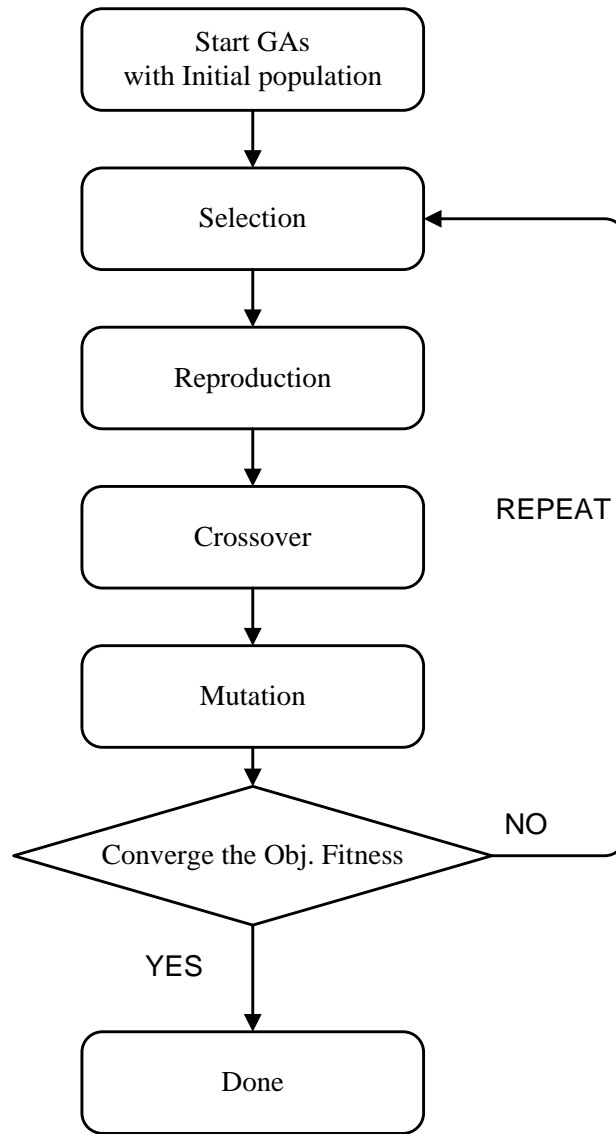 Start GAs
with Initial population
Selection
Reproduction
Crossover
REPEAT
Mutation
Converge the Obj. Fitness
NO
YES
Done